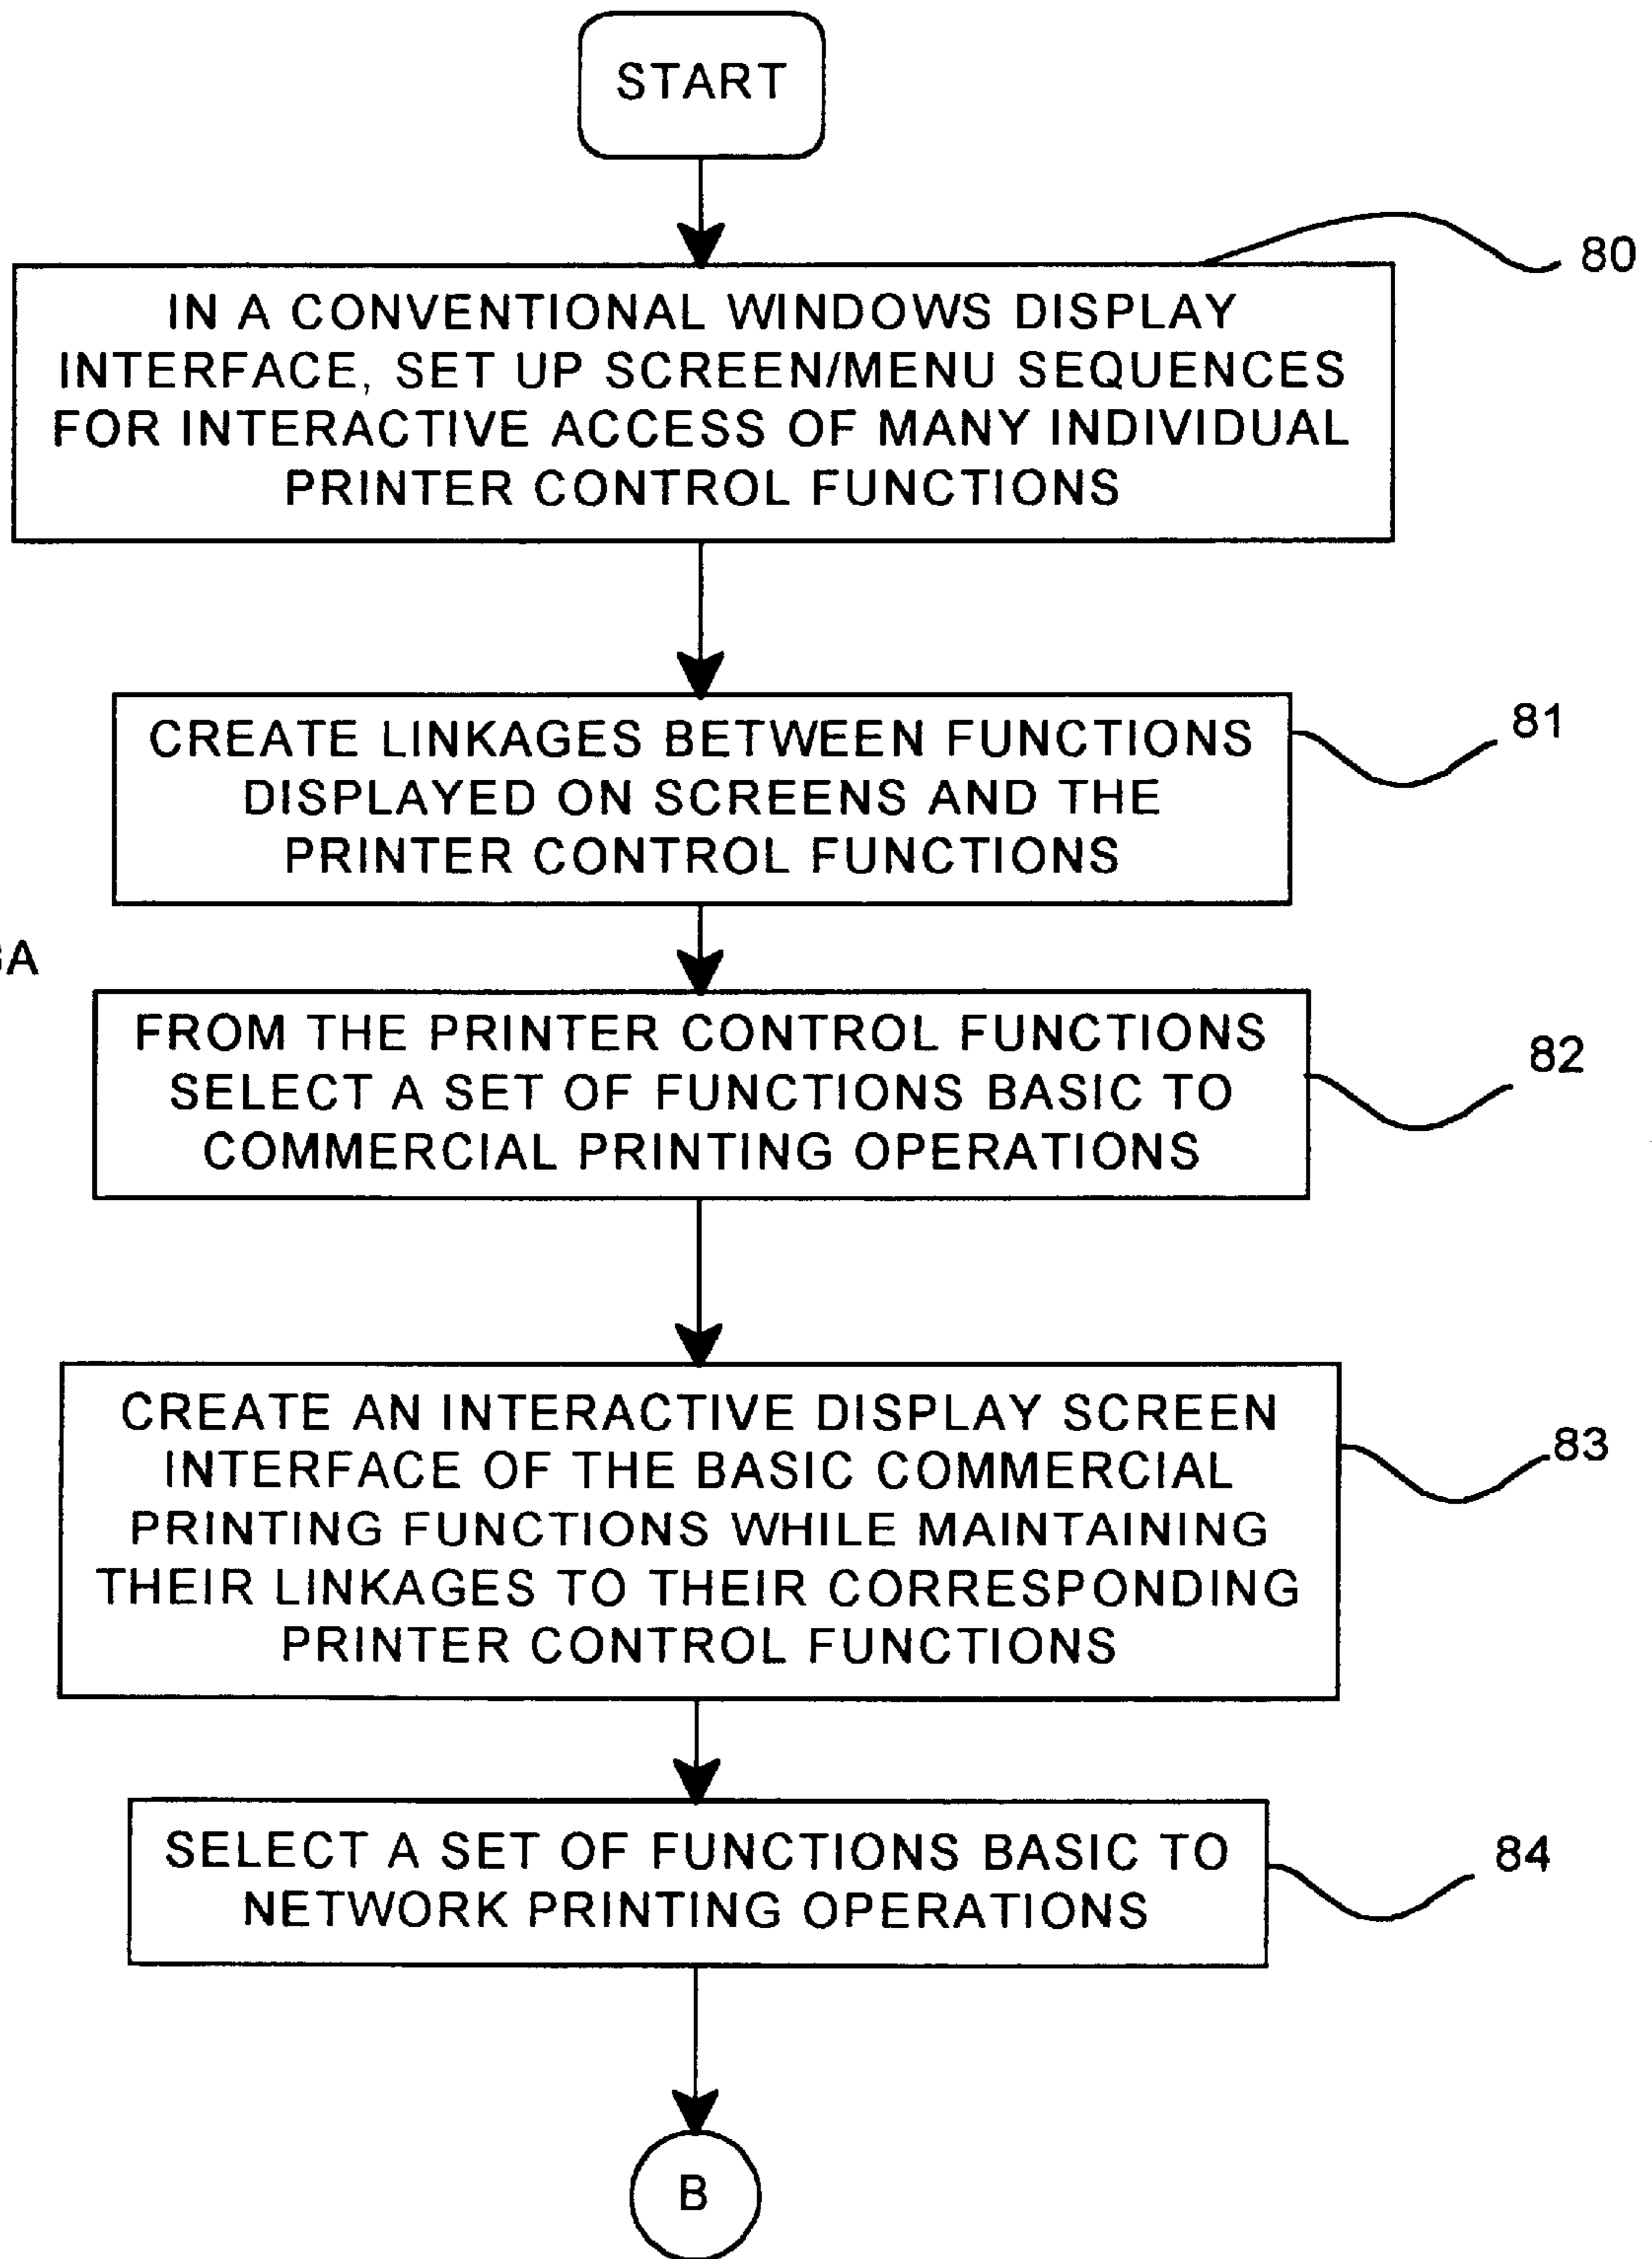 START
80
IN A CONVENTIONAL WINDOWS DISPLAY
INTERFACE, SET UP SCREEN/MENU SEQUENCES
FOR INTERACTIVE ACCESS OF MANY INDIVIDUAL
PRINTER CONTROL FUNCTIONS
81
CREATE LINKAGES BETWEEN FUNCTIONS
DISPLAYED ON SCREENS AND THE
PRINTER CONTROL FUNCTIONS
82
FROM THE PRINTER CONTROL FUNCTIONS
SELECT A SET OF FUNCTIONS BASIC TO
COMMERCIAL PRINTING OPERATIONS
83
CREATE AN INTERACTIVE DISPLAY SCREEN
INTERFACE OF THE BASIC COMMERCIAL
PRINTING FUNCTIONS WHILE MAINTAINING
THEIR LINKAGES TO THEIR CORRESPONDING
PRINTER CONTROL FUNCTIONS
84
SELECT A SET OF FUNCTIONS BASIC TO
NETWORK PRINTING OPERATIONS
B